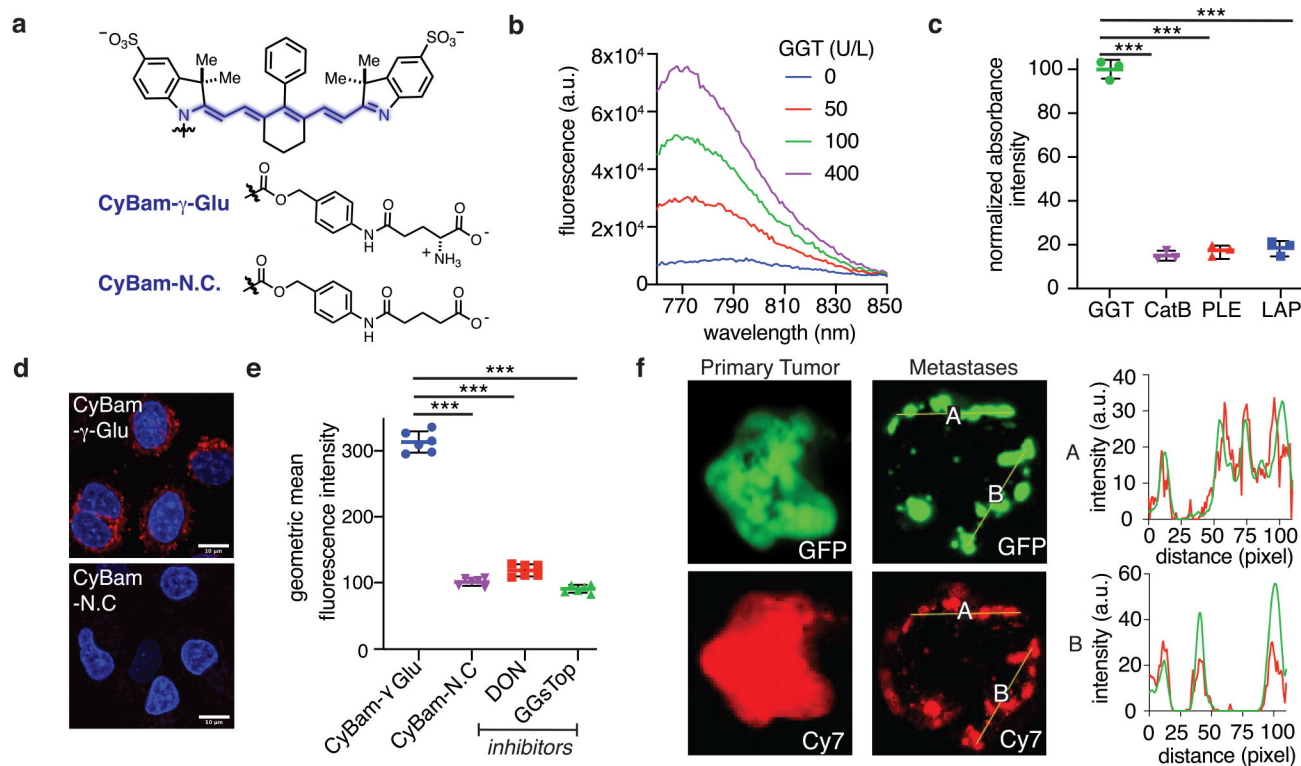 a
⁻O₃S
SO₃⁻
Me
Me
Me
Me
N
N
CyBam-γ-Glu
O
O
O
O
N
H
O⁻
+
NH₃
CyBam-N.C.
O
O
O
O
N
H
O⁻
b
8x10⁴
6x10⁴
4x10⁴
2x10⁴
0
fluorescence (a.u.)
770 790 810 830 850
wavelength (nm)
GGT (U/L)
0
50
100
400
c
***
***
***
100
80
60
40
20
0
normalized absorbance
intensity
GGT CatB PLE LAP
d
CyBam
-γ-Glu
10 μm
CyBam
-N.C
10 μm
e
***
***
***
300
200
100
0
geometric mean
fluorescence intensity
CyBam-γ Glu
CyBam-N.C
DON
GGsTop
inhibitors
f
Primary Tumor
Metastases
GFP
A
B
GFP
Cy7
A
B
Cy7
A
40
30
20
10
0
intensity (a.u.)
0 25 50 75 100
distance (pixel)
B
60
40
20
0
intensity (a.u.)
0 25 50 75 100
distance (pixel)